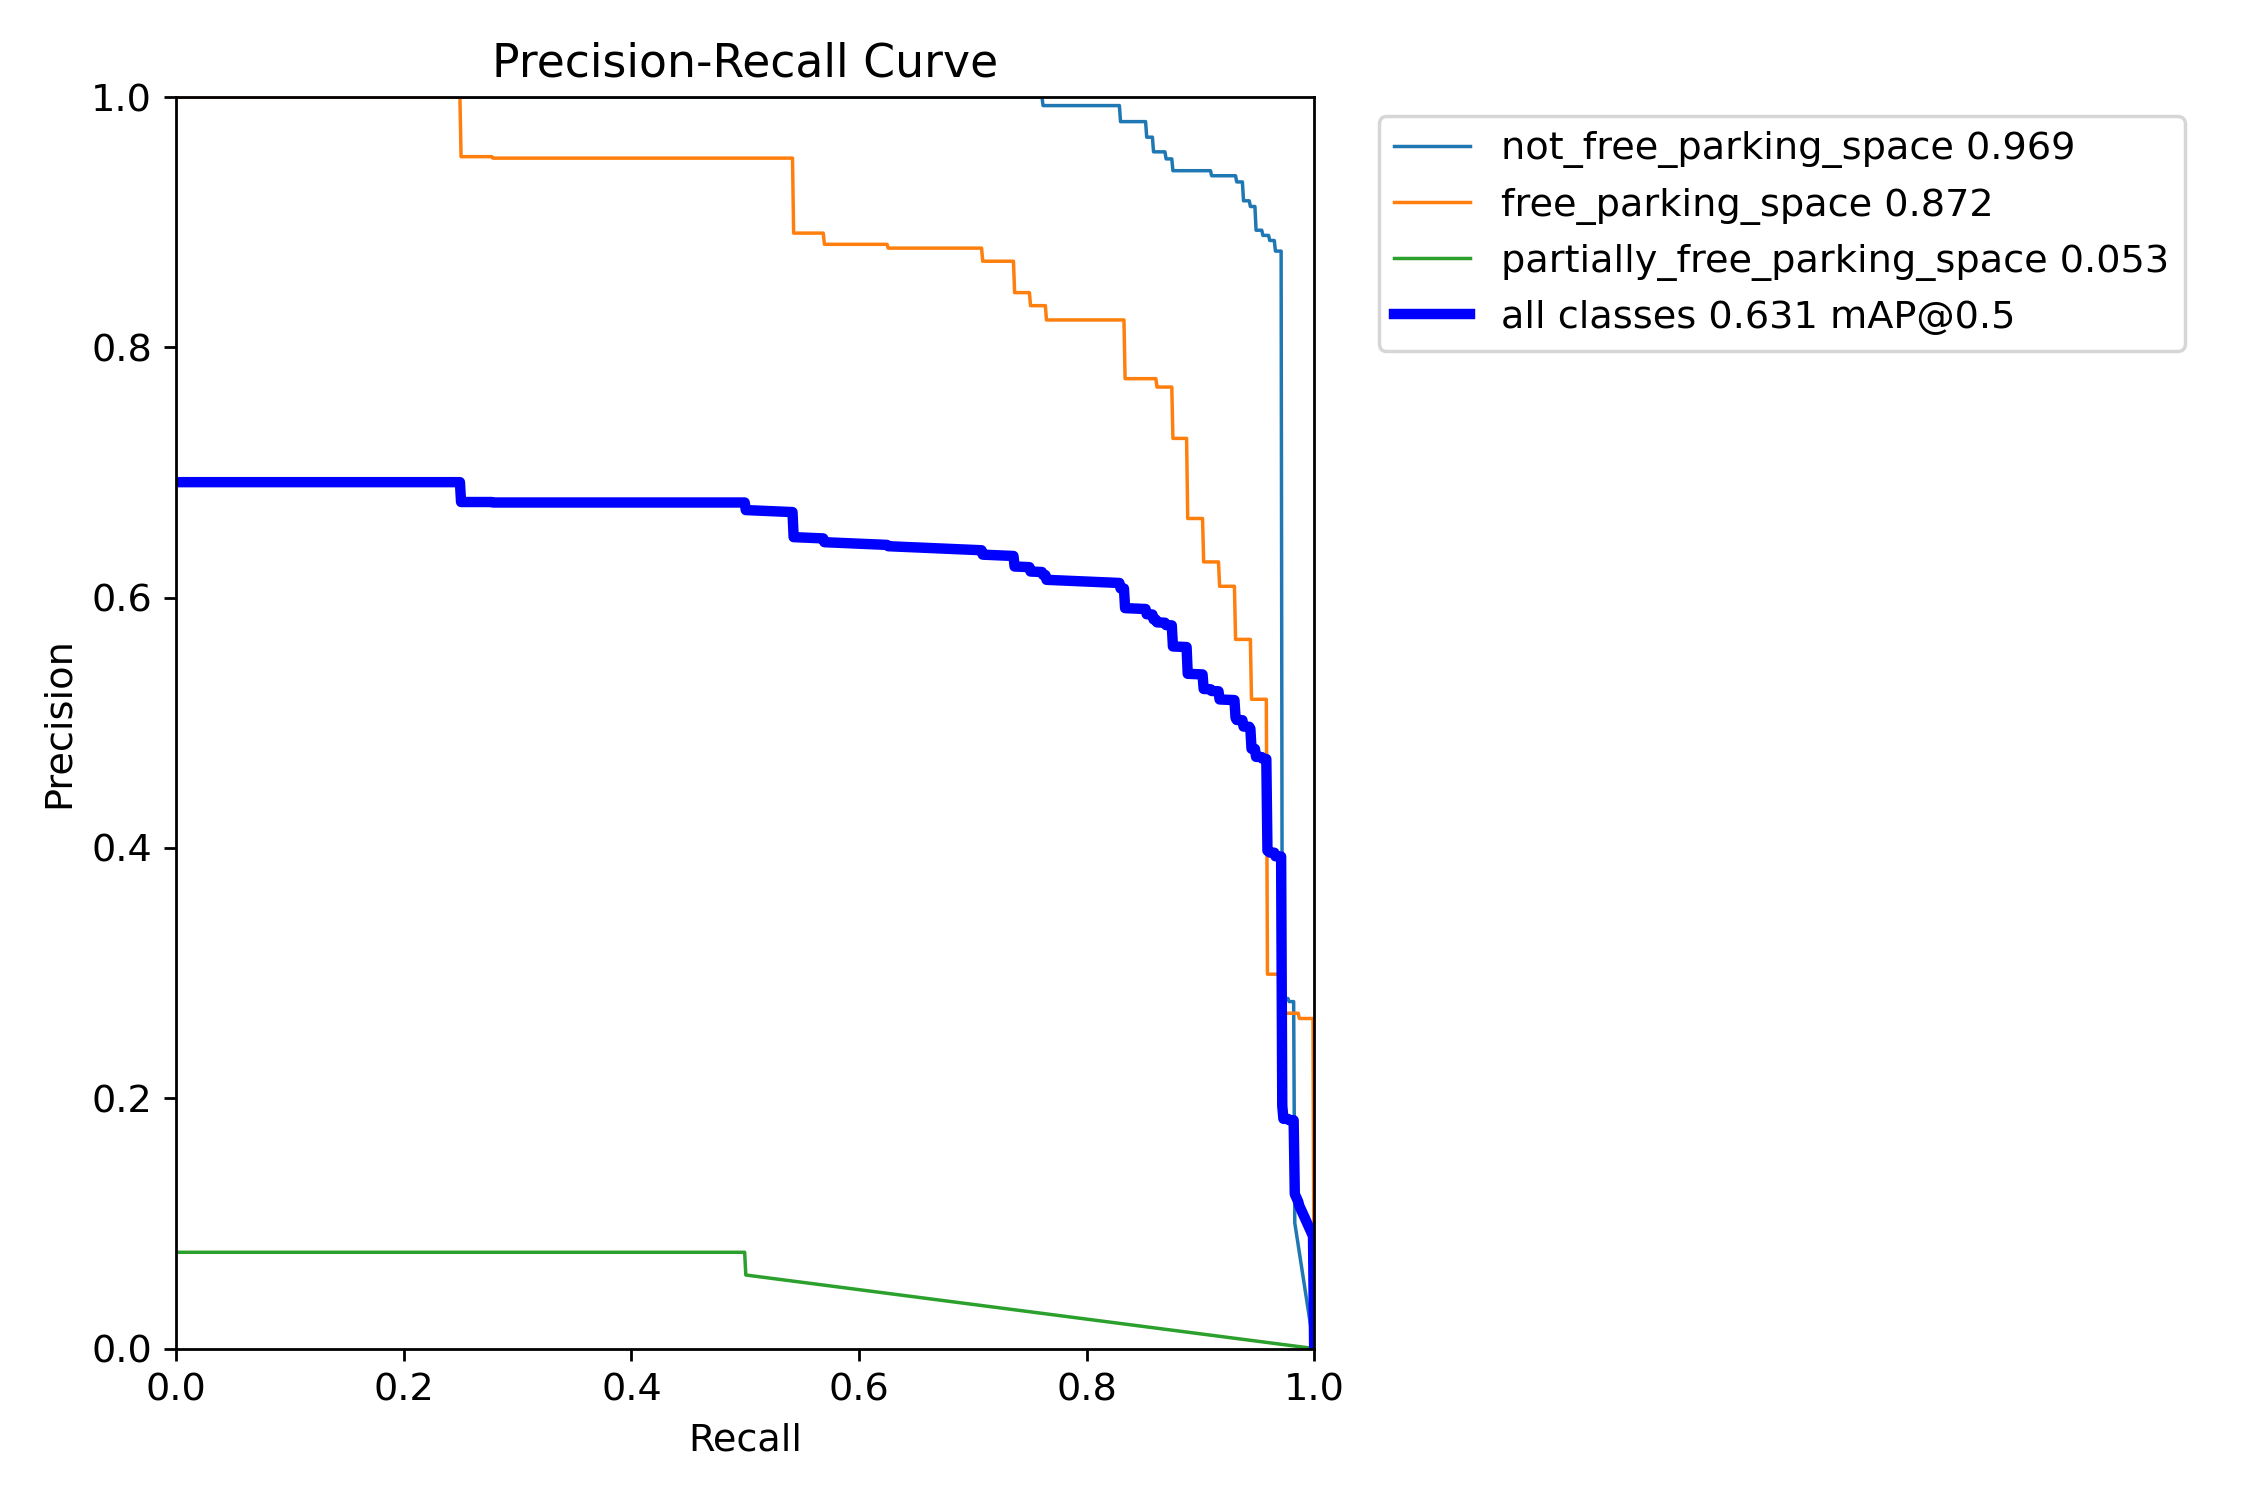 Precision-Recall Curve
1.0
0.8
0.6
0.4
0.2
0.0
0.0 0.2 0.4 0.6 0.8 1.0
Precision
Recall
not_free_parking_space 0.969
free_parking_space 0.872
partially_free_parking_space 0.053
all classes 0.631 mAP@0.5